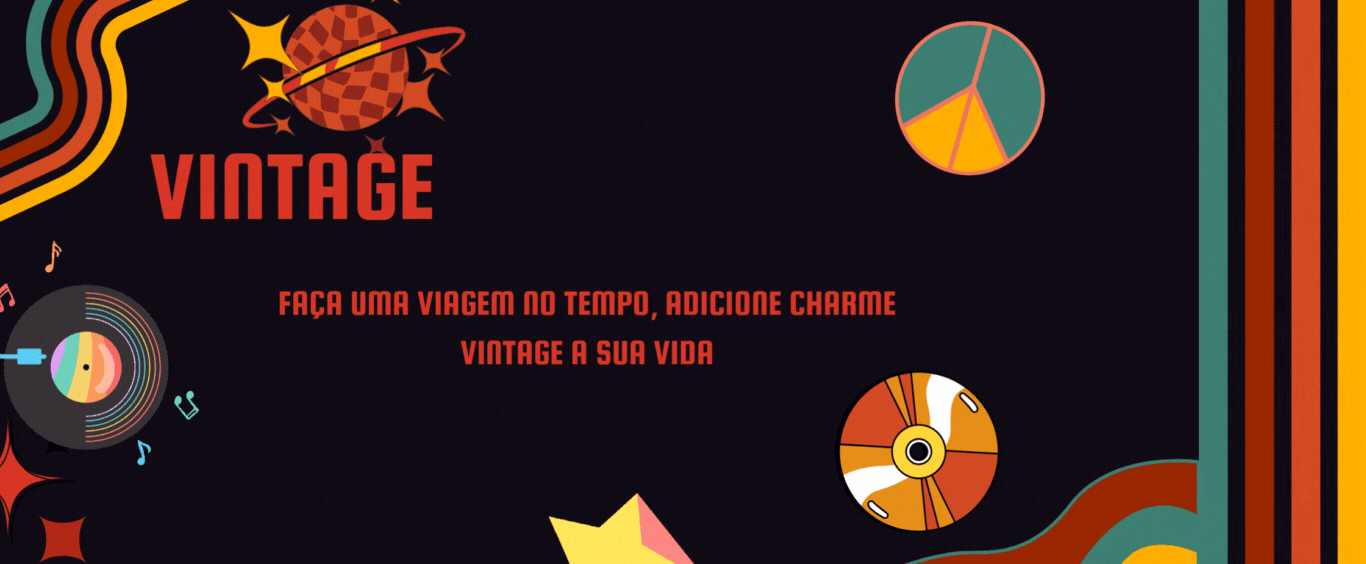 VINTAGE
FAÇA UMA VIAGEM NO TEMPO, ADICIONE CHARME
VINTAGE A SUA VIDA